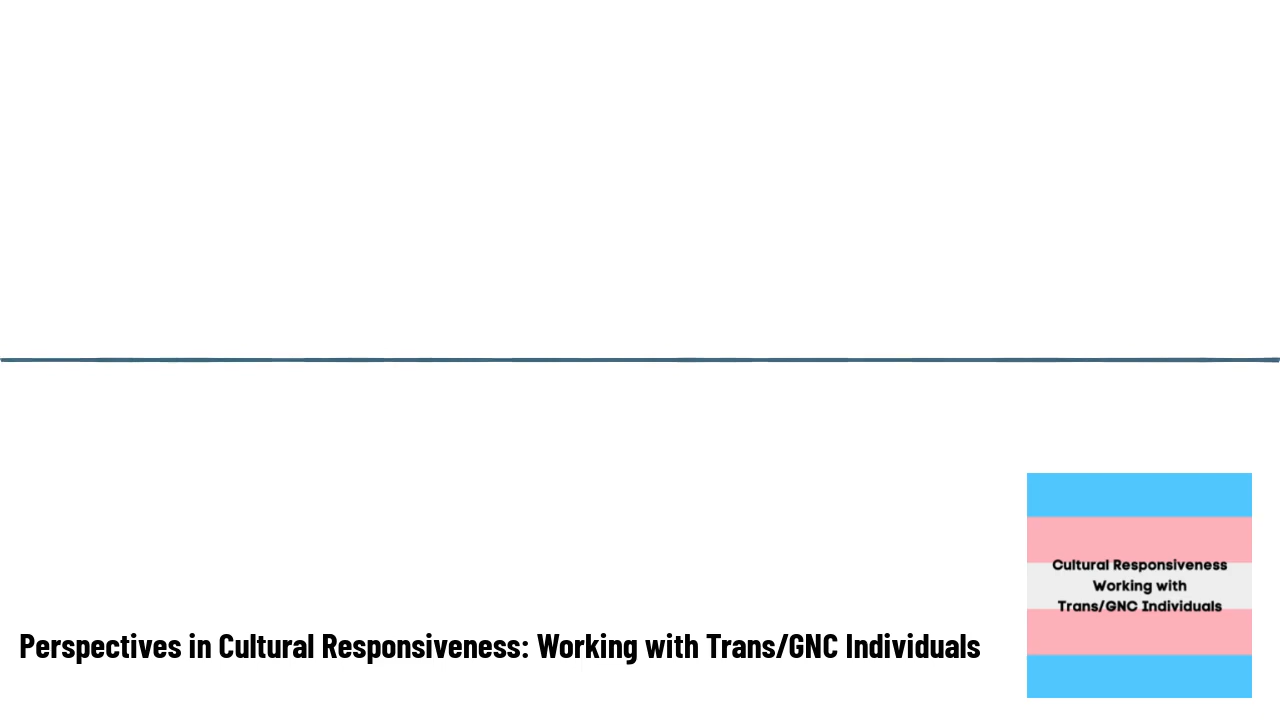 Cultural Responsiveness
Working with
Trans/GNC Individuals
Perspectives in Cultural Responsiveness: Working with Trans/GNC Individuals